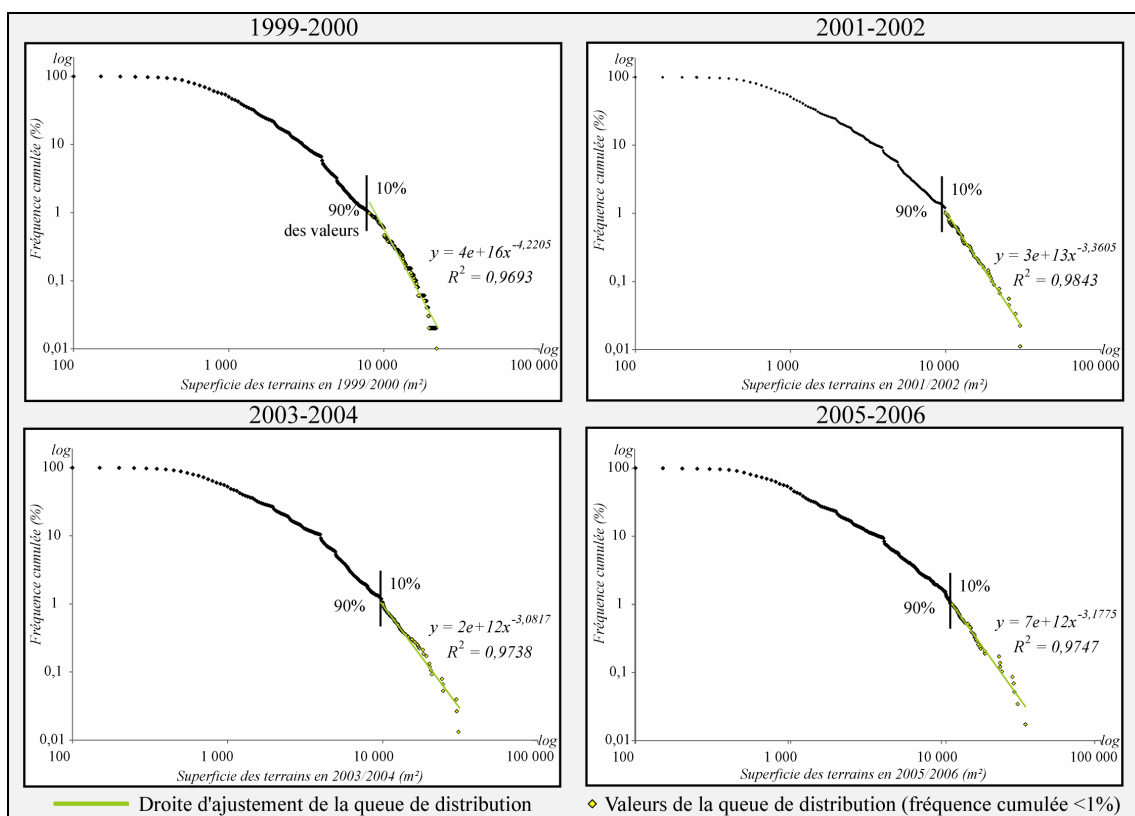 1999-2000
log
100
10
1
0,1
0,01
Fréquence cumulée (%)
10%
90%
des valeurs
y = 4e+16x^-4,2205
R² = 0,9693
100
1 000
10 000
100 000
log
Superficie des terrains en 1999/2000 (m²)
2001-2002
log
100
10
1
0,1
0,01
Fréquence cumulée (%)
10%
90%
y = 3e+13x^-3,3605
R² = 0,9843
100
1 000
10 000
100 000
log
Superficie des terrains en 2001/2002 (m²)
2003-2004
log
100
10
1
0,1
0,01
Fréquence cumulée (%)
10%
90%
y = 2e+12x^-3,0817
R² = 0,9738
100
1 000
10 000
100 000
log
Superficie des terrains en 2003/2004 (m²)
2005-2006
log
100
10
1
0,1
0,01
Fréquence cumulée (%)
10%
90%
y = 7e+12x^-3,1775
R² = 0,9747
100
1 000
10 000
100 000
log
Superficie des terrains en 2005/2006 (m²)
Droite d'ajustement de la queue de distribution
Valeurs de la queue de distribution (fréquence cumulée <1%)